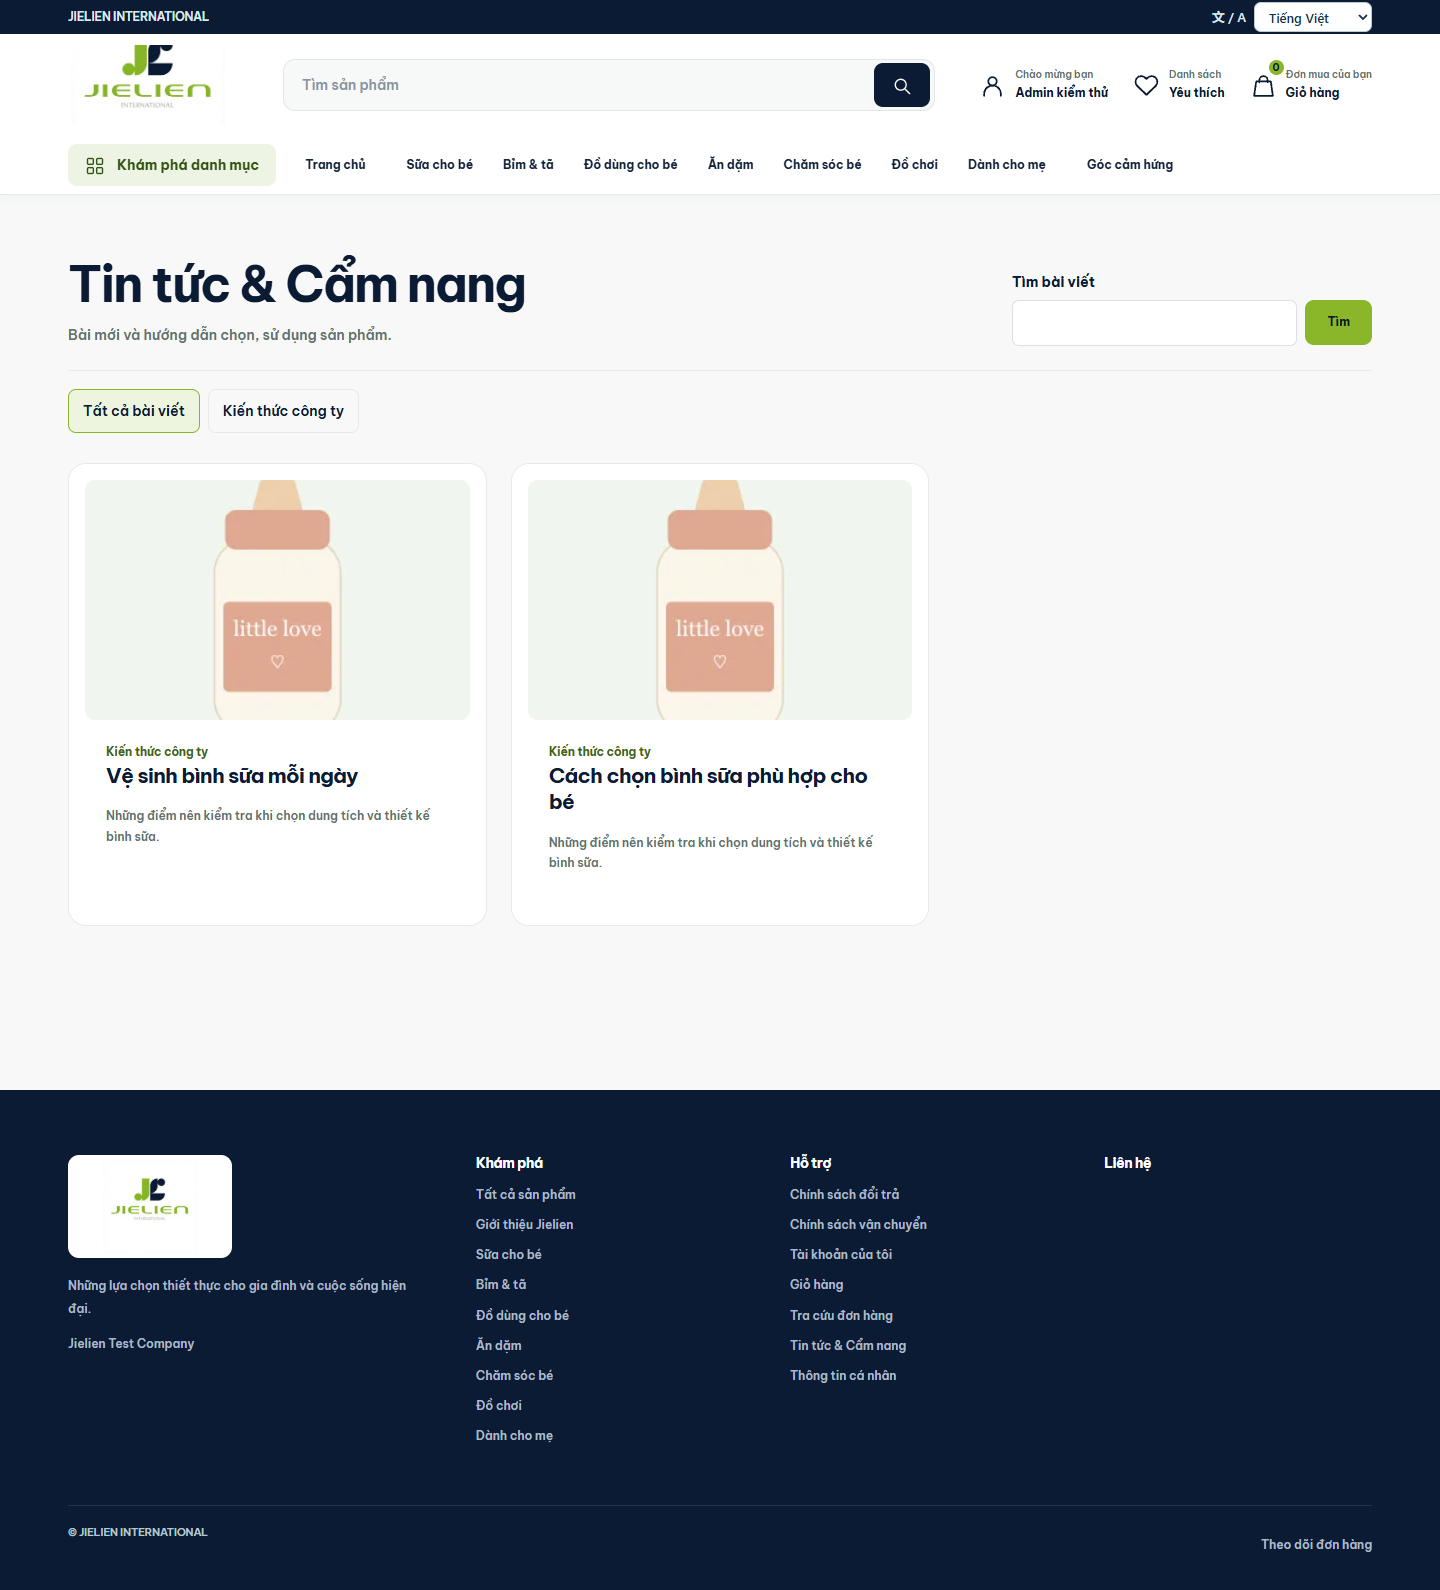 JIELIEN INTERNATIONAL
文 / A
Tiếng Việt
JIELIEN
INTERNATIONAL
Tìm sản phẩm
Chào mừng bạn
Admin kiểm thử
Danh sách
Yêu thích
0
Đơn mua của bạn
Giỏ hàng
Khám phá danh mục
Trang chủ
Sữa cho bé
Bỉm & tã
Đồ dùng cho bé
Ăn dặm
Chăm sóc bé
Đồ chơi
Dành cho mẹ
Góc cảm hứng
Tin tức & Cẩm nang
Bài mới và hướng dẫn chọn, sử dụng sản phẩm.
Tìm bài viết
Tìm
Tất cả bài viết
Kiến thức công ty
little love
Kiến thức công ty
Vệ sinh bình sữa mỗi ngày
Những điểm nên kiểm tra khi chọn dung tích và thiết kế
bình sữa.
little love
Kiến thức công ty
Cách chọn bình sữa phù hợp cho
bé
Những điểm nên kiểm tra khi chọn dung tích và thiết kế
bình sữa.
JIELIEN
INTERNATIONAL
Những lựa chọn thiết thực cho gia đình và cuộc sống hiện
đại.
Jielien Test Company
Khám phá
Tất cả sản phẩm
Giới thiệu Jielien
Sữa cho bé
Bỉm & tã
Đồ dùng cho bé
Ăn dặm
Chăm sóc bé
Đồ chơi
Dành cho mẹ
Hỗ trợ
Chính sách đổi trả
Chính sách vận chuyển
Tài khoản của tôi
Giỏ hàng
Tra cứu đơn hàng
Tin tức & Cẩm nang
Thông tin cá nhân
Liên hệ
© JIELIEN INTERNATIONAL
Theo dõi đơn hàng